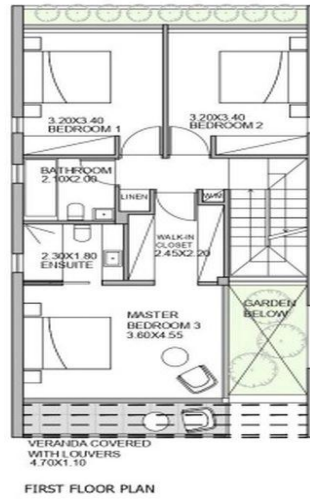 3.20X3.40
BEDROOM 1
3.20X3.40
BEDROOM 2
BATHROOM
2.10X2.00
LINEN
WALK-IN
CLOSET
2.45X2.20
2.30X1.80
ENSUITE
MASTER
BEDROOM 3
3.60X4.55
GARDEN
BELOW
VERANDA COVERED
WITH LOUVERS
4.70X1.10
FIRST FLOOR PLAN